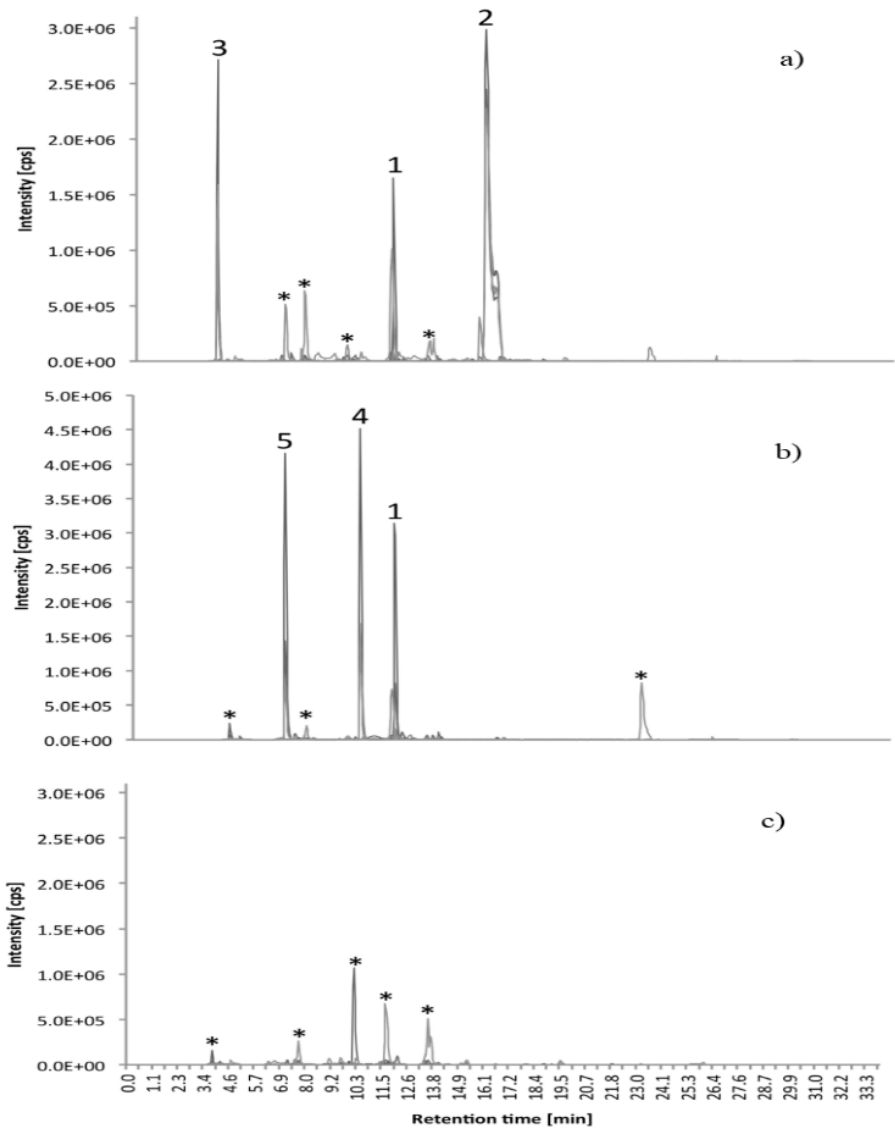 a)
3
2
1
* * * *
Intensity [cps]
3.0E+06
2.5E+06
2.0E+06
1.5E+06
1.0E+06
5.0E+05
0.0E+00
b)
5
4
1
* * *
Intensity [cps]
5.0E+06
4.5E+06
4.0E+06
3.5E+06
3.0E+06
2.5E+06
2.0E+06
1.5E+06
1.0E+06
5.0E+05
0.0E+00
c)
* * * * *
Intensity [cps]
3.0E+06
2.5E+06
2.0E+06
1.5E+06
1.0E+06
5.0E+05
0.0E+00
0.0 1.1 2.3 3.4 4.6 5.7 6.9 8.0 9.2 10.3 11.5 12.6 13.8 14.9 16.1 17.2 18.4 19.5 20.7 21.8 23.0 24.1 25.3 26.4 27.6 28.7 29.9 31.0 32.2 33.3
Retention time [min]